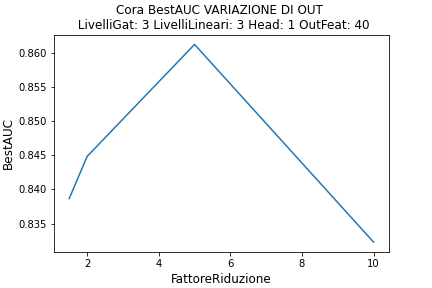 Cora BestAUC VARIAZIONE DI OUT
LivelliGat: 3 LivelliLineari: 3 Head: 1 OutFeat: 40
BestAUC
0.860
0.855
0.850
0.845
0.840
0.835
2
4
6
8
10
FattoreRiduzione